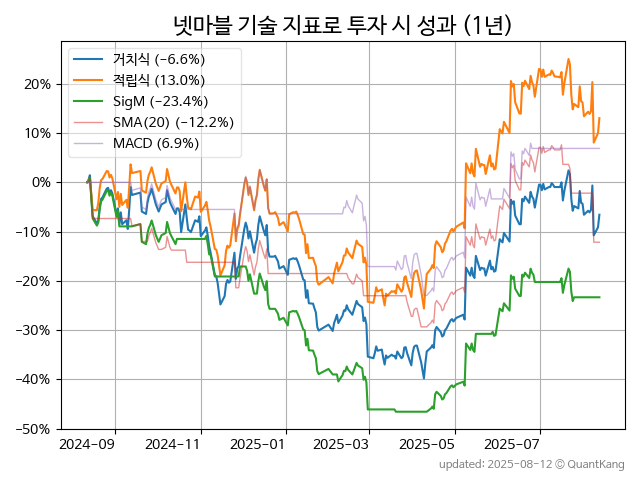 넷마블 기술 지표로 투자 시 성과 (1년)
거치식 (−6.6%)
적립식 (13.0%)
SigM (−23.4%)
SMA(20) (−12.2%)
MACD (6.9%)
20%
10%
0%
−10%
−20%
−30%
−40%
−50%
2024−09
2024−11
2025−01
2025−03
2025−05
2025−07
updated: 2025−08−12 ⓒ QuantKang